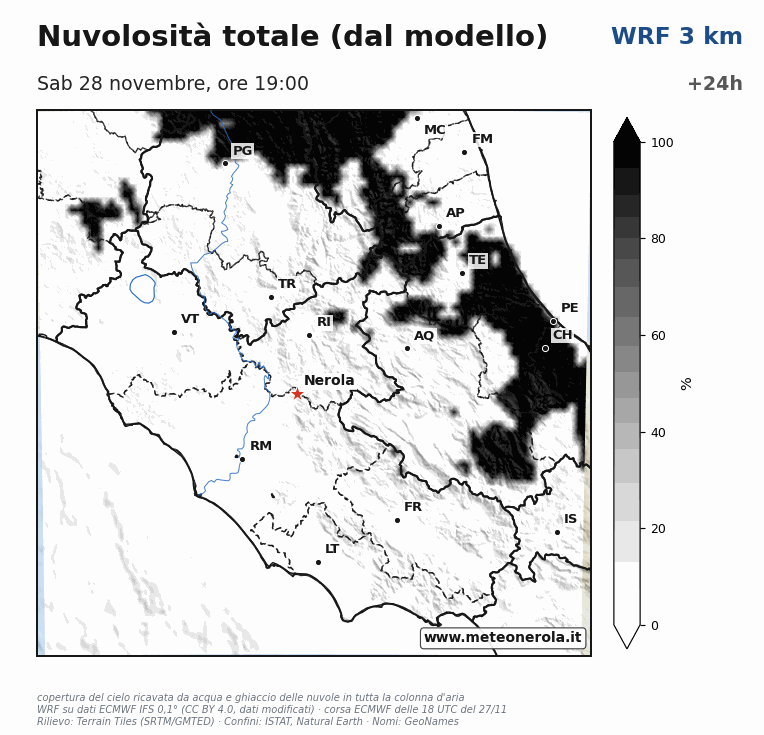 Nuvolosità totale (dal modello)
WRF 3 km
Sab 28 novembre, ore 19:00
+24h
MC
FM
PG
AP
TE
TR
PE
VT
RI
AQ
CH
Nerola
RM
FR
IS
LT
www.meteonerola.it
100
80
60
40
20
0
%
copertura del cielo ricavata da acqua e ghiaccio delle nuvole in tutta la colonna d'aria
WRF su dati ECMWF IFS 0,1° (CC BY 4.0, dati modificati) · corsa ECMWF delle 18 UTC del 27/11
Rilievo: Terrain Tiles (SRTM/GMTED) · Confini: ISTAT, Natural Earth · Nomi: GeoNames